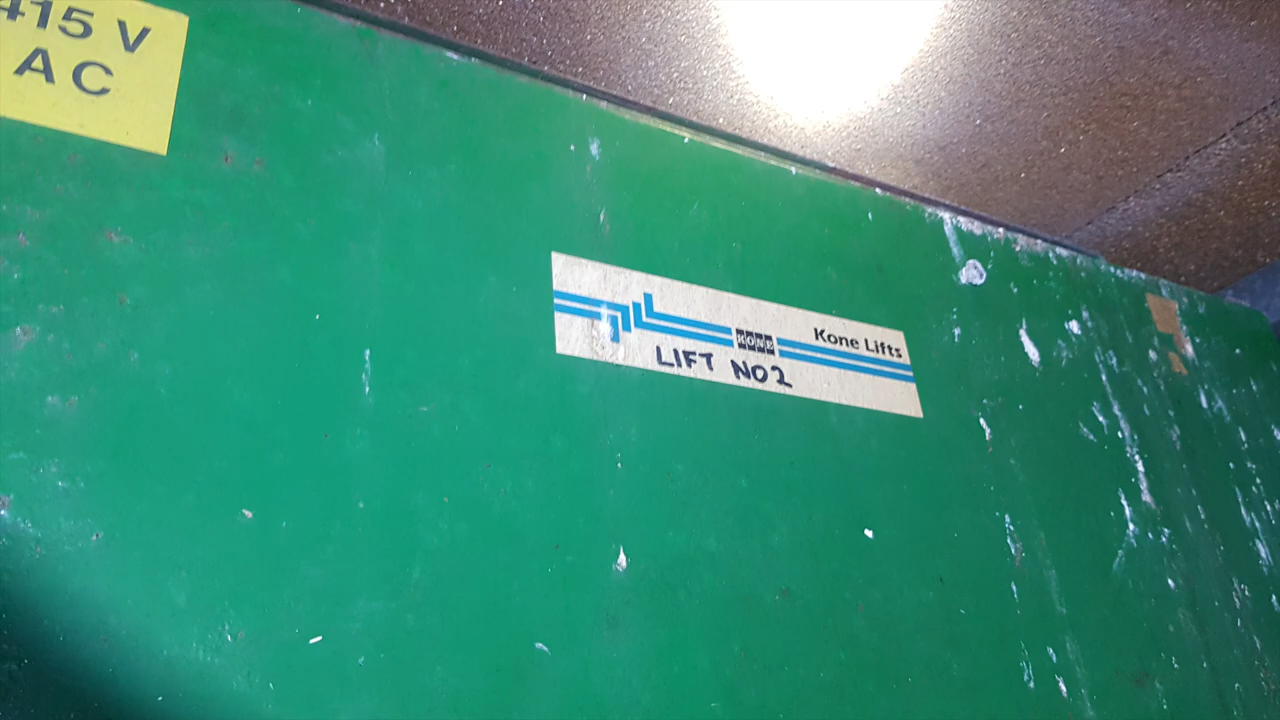 415 V
AC
Kone Lifts
KONE
LIFT NO2